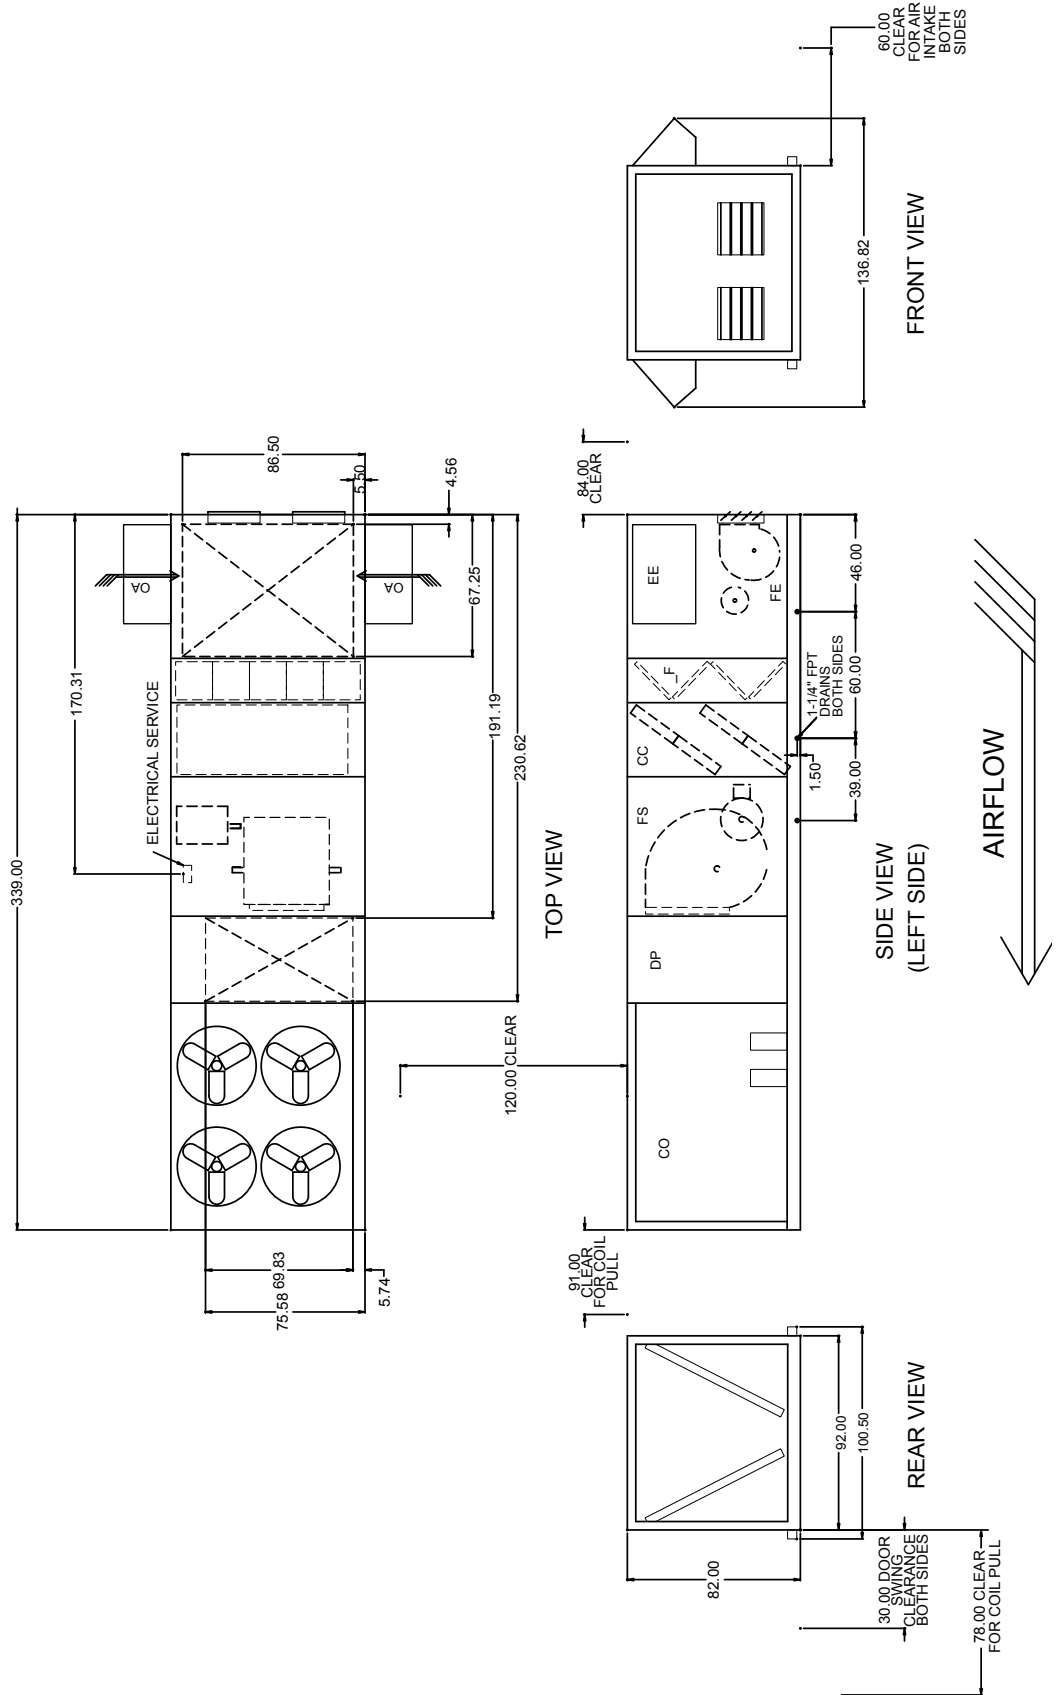 339.00
170.31
ELECTRICAL SERVICE
OA
OA
86.50
5.50
4.56
67.25
191.19
230.62
75.58
69.83
5.74
TOP VIEW
120.00 CLEAR
91.00
CLEAR
FOR COIL
PULL
84.00
CLEAR
CO
DP
FS
CC
_F
EE
FE
1-1/4" FPT
DRAINS
BOTH SIDES
1.50
39.00
60.00
46.00
SIDE VIEW
(LEFT SIDE)
AIRFLOW
82.00
92.00
100.50
REAR VIEW
30.00 DOOR
SWING
CLEARANCE
BOTH SIDES
78.00 CLEAR
FOR COIL PULL
60.00
CLEAR
FOR AIR
INTAKE
BOTH
SIDES
136.82
FRONT VIEW